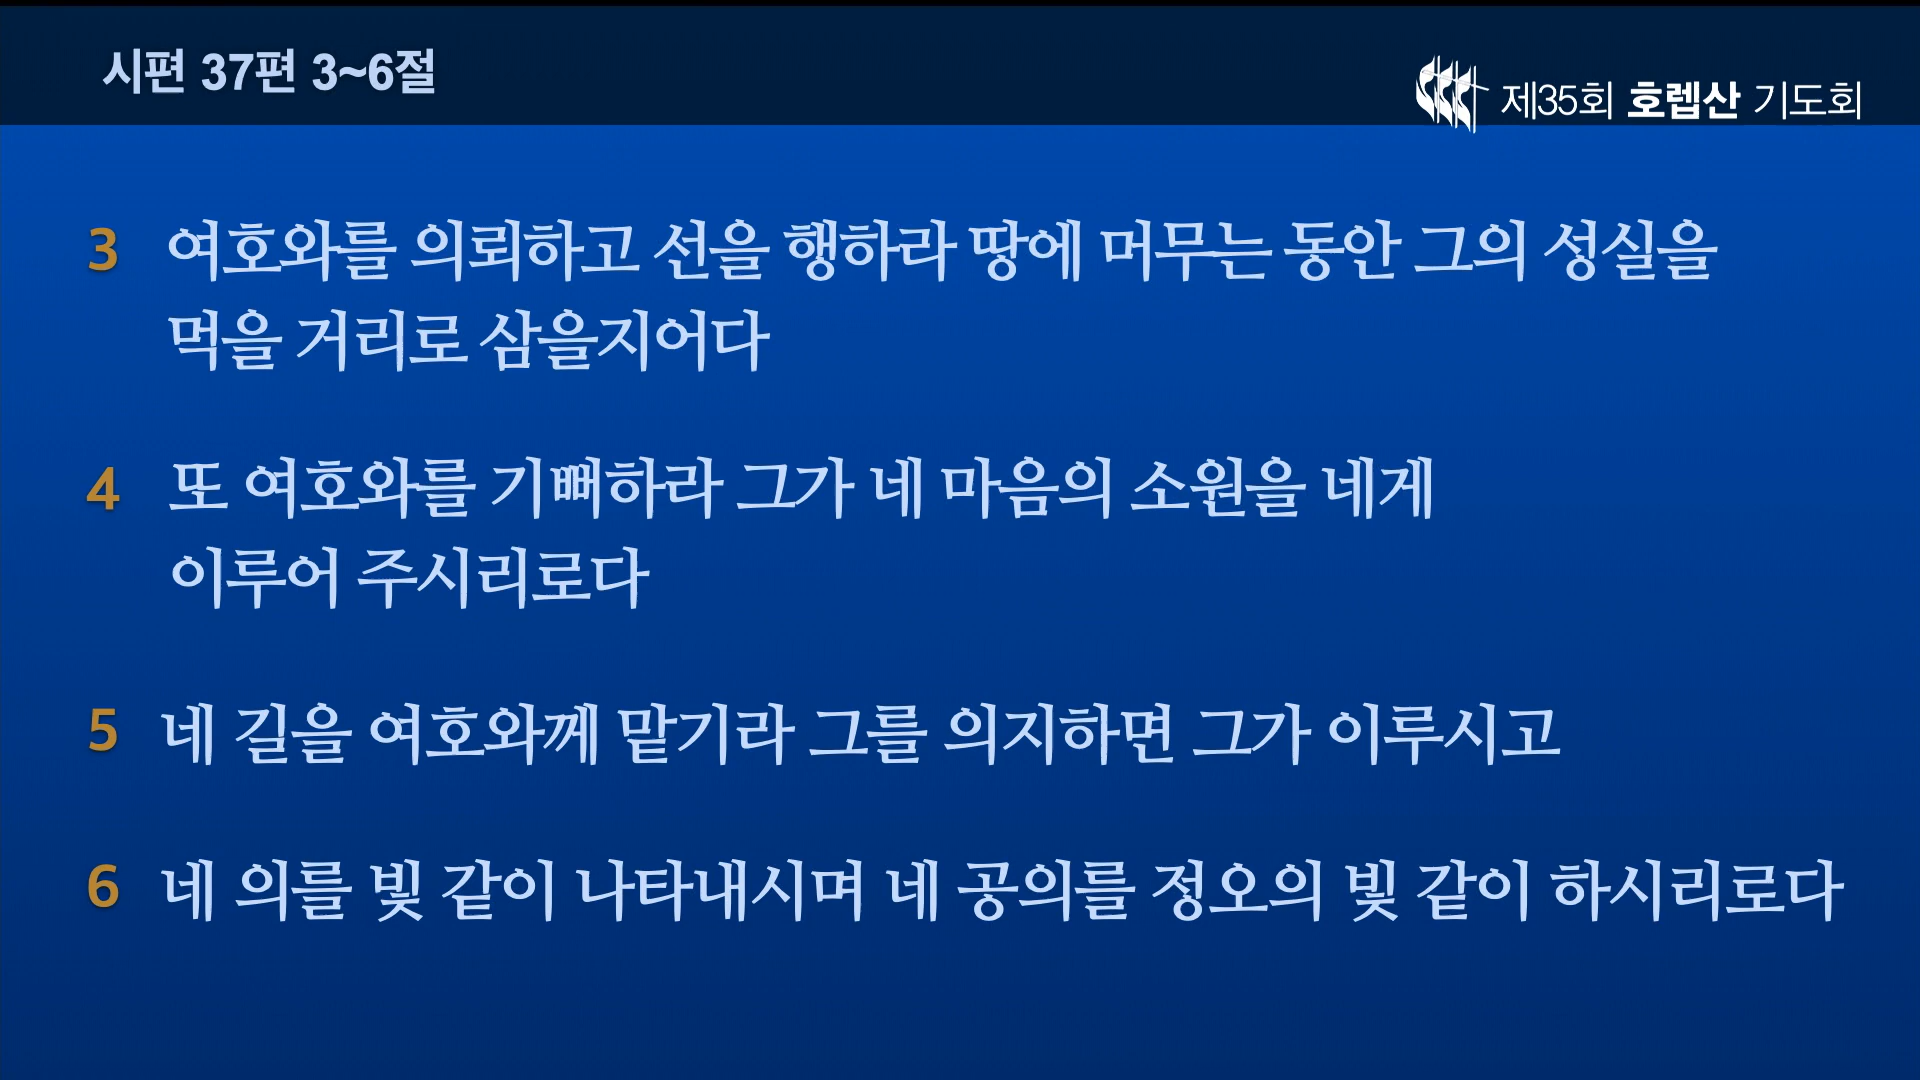 시편 37편 3~6절
제35회 호렙산 기도회
3 여호와를 의뢰하고 선을 행하라 땅에 머무는 동안 그의 성실을
먹을 거리로 삼을지어다
4 또 여호와를 기뻐하라 그가 네 마음의 소원을 네게
이루어 주시리로다
5 네 길을 여호와께 맡기라 그를 의지하면 그가 이루시고
6 네 의를 빛 같이 나타내시며 네 공의를 정오의 빛 같이 하시리로다